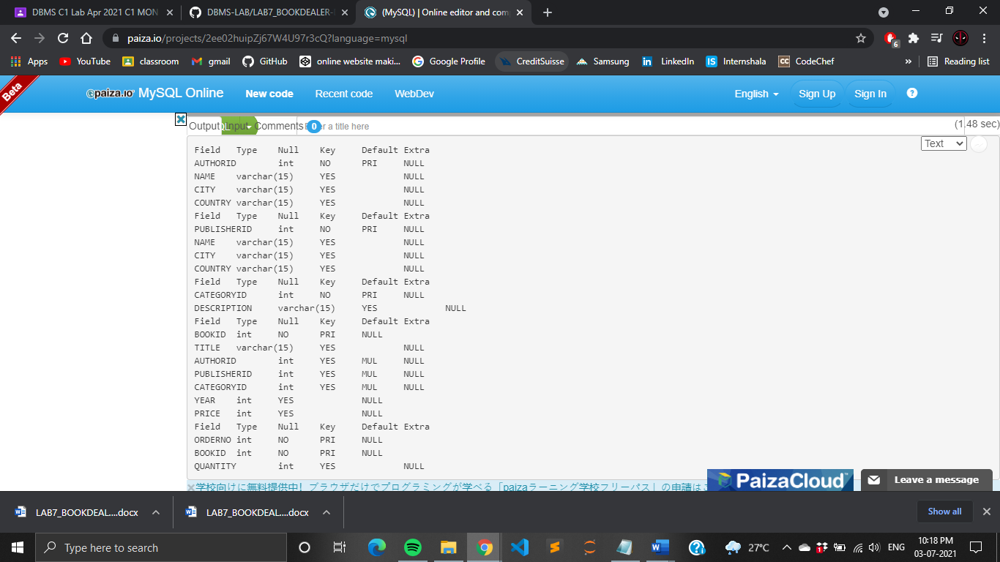 DBMS C1 Lab Apr 2021 C1 MON
DBMS-LAB/LAB7_BOOKDEALER-
(MySQL) | Online editor and com
paiza.io/projects/2ee02huipZj67W4U97r3cQ?language=mysql
6
Apps YouTube classroom gmail GitHub online website maki... Google Profile CreditSuisse Samsung LinkedIn Internshala CodeChef » Reading list
Beta
paiza.io MySQL Online New code Recent code WebDev English Sign Up Sign In ?
Output Input Comments 0 a title here (1.48 sec)
Text
Field Type Null Key Default Extra
AUTHORID int NO PRI NULL
NAME varchar(15) YES NULL
CITY varchar(15) YES NULL
COUNTRY varchar(15) YES NULL
Field Type Null Key Default Extra
PUBLISHERID int NO PRI NULL
NAME varchar(15) YES NULL
CITY varchar(15) YES NULL
COUNTRY varchar(15) YES NULL
Field Type Null Key Default Extra
CATEGORYID int NO PRI NULL
DESCRIPTION varchar(15) YES NULL
Field Type Null Key Default Extra
BOOKID int NO PRI NULL
TITLE varchar(15) YES NULL
AUTHORID int YES MUL NULL
PUBLISHERID int YES MUL NULL
CATEGORYID int YES MUL NULL
YEAR int YES NULL
PRICE int YES NULL
Field Type Null Key Default Extra
ORDERNO int NO PRI NULL
BOOKID int NO PRI NULL
QUANTITY int YES NULL
学校向けに無料提供中！ブラウザだけでプログラミングが学べる「paizaラーニング学校フリーパス」の申請はこ
PaizaCloud Leave a message
LAB7_BOOKDEAL....docx LAB7_BOOKDEAL....docx Show all
Type here to search 27°C ENG 10:18 PM
03-07-2021